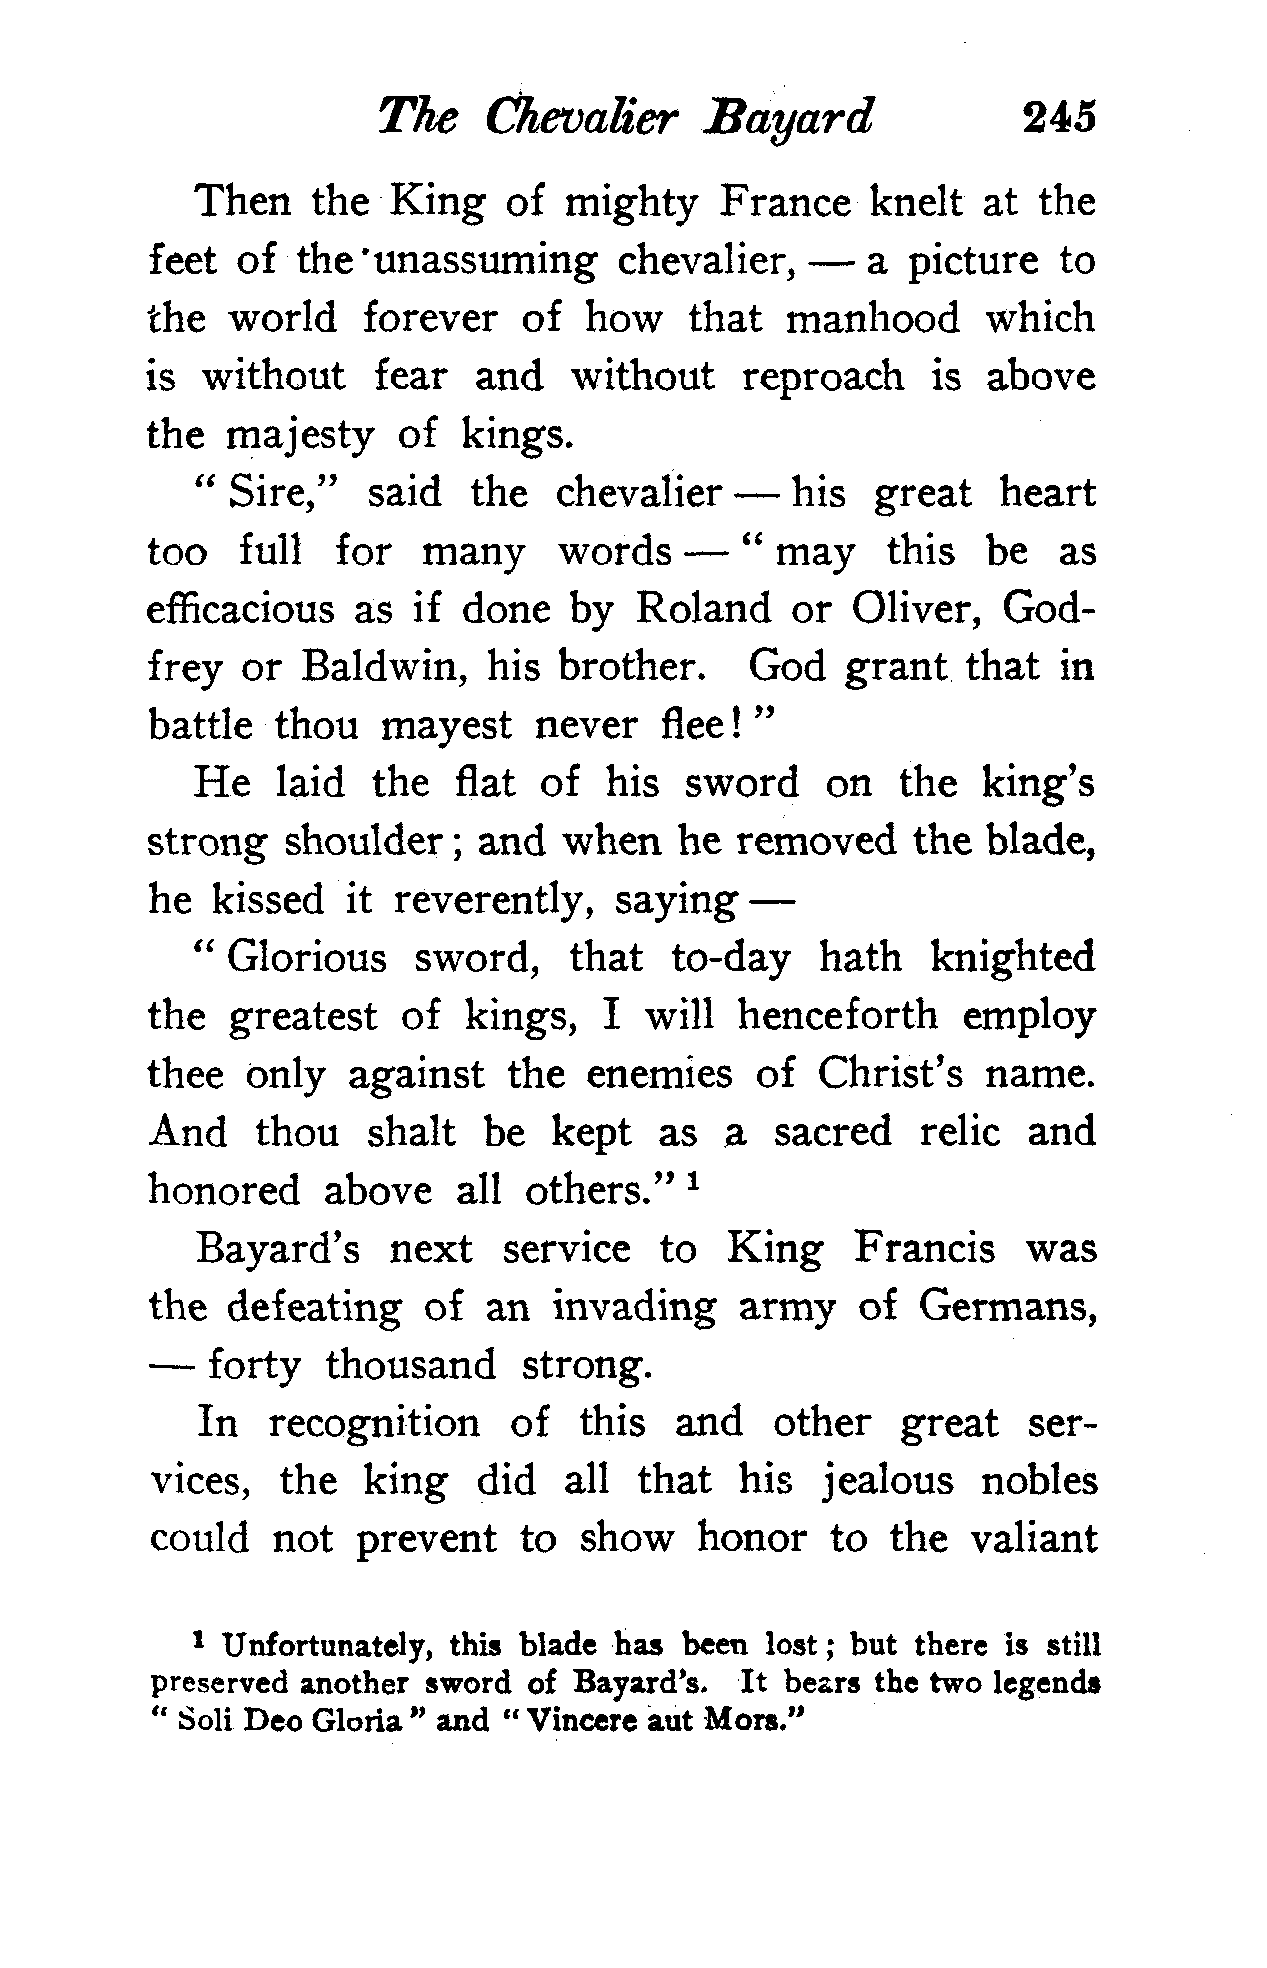 The Chevalier Bayard 245
Then the King of mighty France knelt at the
feet of the unassuming chevalier, — a picture to
the world forever of how that manhood which
is without fear and without reproach is above
the majesty of kings.
“ Sire,” said the chevalier — his great heart
too full for many words — “ may this be as
efficacious as if done by Roland or Oliver, God-
frey or Baldwin, his brother. God grant that in
battle thou mayest never flee! ”
He laid the flat of his sword on the king’s
strong shoulder ; and when he removed the blade,
he kissed it reverently, saying —
“ Glorious sword, that to-day hath knighted
the greatest of kings, I will henceforth employ
thee only against the enemies of Christ’s name.
And thou shalt be kept as a sacred relic and
honored above all others.” ¹
Bayard’s next service to King Francis was
the defeating of an invading army of Germans,
— forty thousand strong.
In recognition of this and other great ser-
vices, the king did all that his jealous nobles
could not prevent to show honor to the valiant
¹ Unfortunately, this blade has been lost ; but there is still
preserved another sword of Bayard’s. It bears the two legends
“ Soli Deo Gloria ” and “ Vincere aut Mors.”